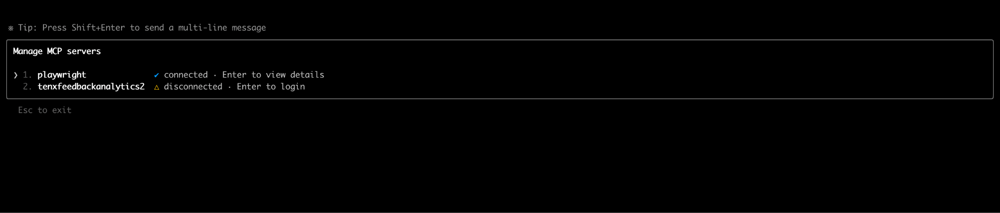 ※ Tip: Press Shift+Enter to send a multi-line message
Manage MCP servers
❯ 1. playwright ✔ connected · Enter to view details
2. tenxfeedbackanalytics2 △ disconnected · Enter to login
Esc to exit